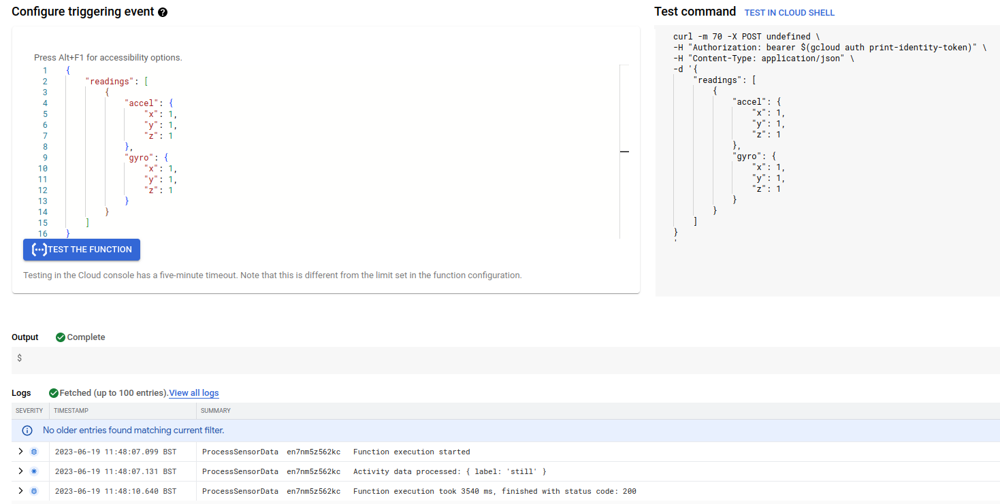 Configure triggering event ?
Press Alt+F1 for accessibility options.
1 {
2 "readings": [
3 {
4 "accel": {
5 "x": 1,
6 "y": 1,
7 "z": 1
8 },
9 "gyro": {
10 "x": 1,
11 "y": 1,
12 "z": 1
13 }
14 }
15 ]
16 }
(...) TEST THE FUNCTION
Testing in the Cloud console has a five-minute timeout. Note that this is different from the limit set in the function configuration.
Test command TEST IN CLOUD SHELL
curl -m 70 -X POST undefined \
-H "Authorization: bearer $(gcloud auth print-identity-token)" \
-H "Content-Type: application/json" \
-d '{
"readings": [
{
"accel": {
"x": 1,
"y": 1,
"z": 1
},
"gyro": {
"x": 1,
"y": 1,
"z": 1
}
}
]
}
'
Output Complete
$
Logs Fetched (up to 100 entries). View all logs
SEVERITY TIMESTAMP SUMMARY
No older entries found matching current filter.
2023-06-19 11:48:07.099 BST ProcessSensorData en7nm5z562kc Function execution started
2023-06-19 11:48:07.131 BST ProcessSensorData en7nm5z562kc Activity data processed: { label: 'still' }
2023-06-19 11:48:10.640 BST ProcessSensorData en7nm5z562kc Function execution took 3540 ms, finished with status code: 200